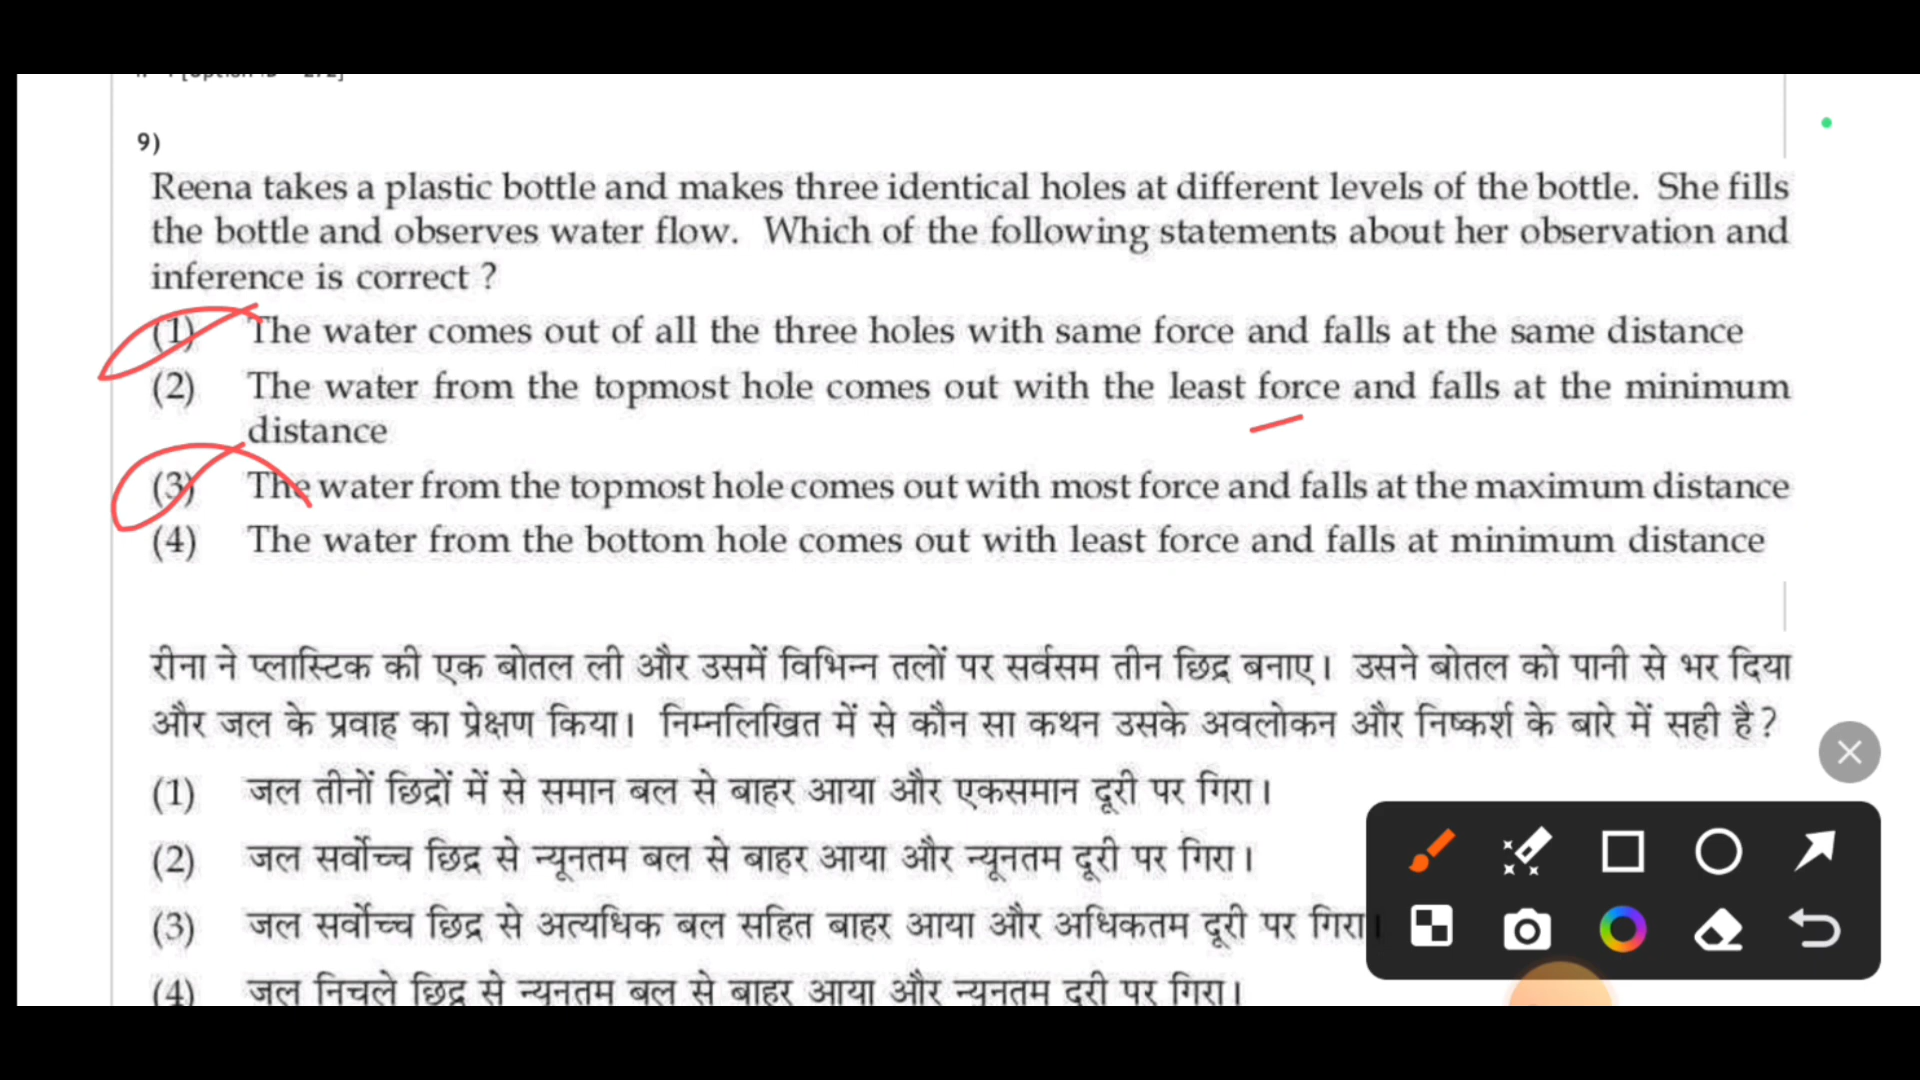 9)
Reena takes a plastic bottle and makes three identical holes at different levels of the bottle. She fills
the bottle and observes water flow. Which of the following statements about her observation and
inference is correct ?
(1) The water comes out of all the three holes with same force and falls at the same distance
(2) The water from the topmost hole comes out with the least force and falls at the minimum
distance
(3) The water from the topmost hole comes out with most force and falls at the maximum distance
(4) The water from the bottom hole comes out with least force and falls at minimum distance
रीना ने प्लास्टिक की एक बोतल ली और उसमें विभिन्न तलों पर सर्वसम तीन छिद्र बनाए। उसने बोतल को पानी से भर दिया
और जल के प्रवाह का प्रेक्षण किया। निम्नलिखित में से कौन सा कथन उसके अवलोकन और निष्कर्श के बारे में सही है?
(1) जल तीनों छिद्रों में से समान बल से बाहर आया और एकसमान दूरी पर गिरा।
(2) जल सर्वोच्च छिद्र से न्यूनतम बल से बाहर आया और न्यूनतम दूरी पर गिरा।
(3) जल सर्वोच्च छिद्र से अत्यधिक बल सहित बाहर आया और अधिकतम दूरी पर गिरा।
(4) जल निचले छिद्र से न्यूनतम बल से बाहर आया और न्यूनतम दूरी पर गिरा।